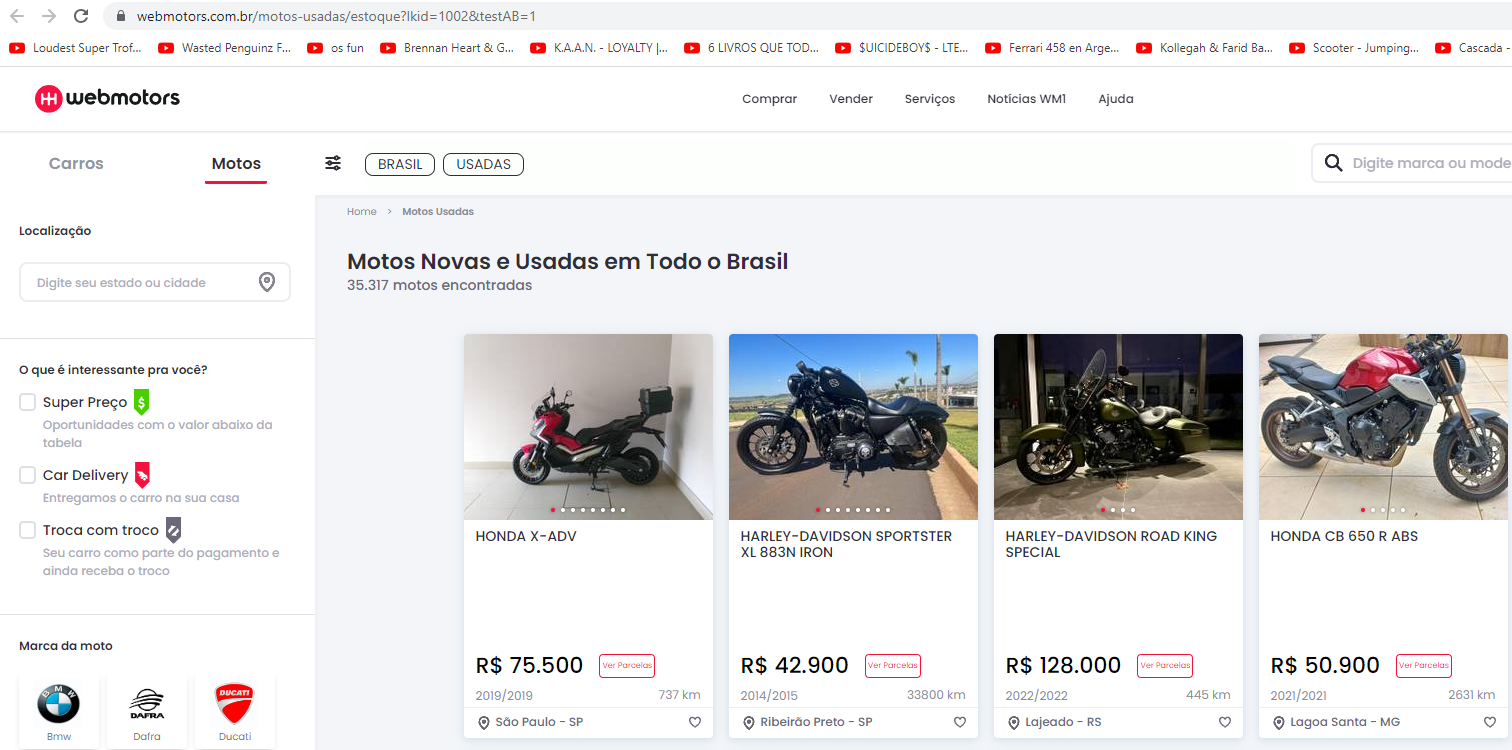 webmotors.com.br/motos-usadas/estoque?lkid=1002&testAB=1
Loudest Super Trof... Wasted Penguinz F... os fun Brennan Heart & G... K.A.A.N. - LOYALTY |... 6 LIVROS QUE TOD... $UICIDEBOY$ - LTE... Ferrari 458 en Arge... Kollegah & Farid Ba... Scooter - Jumping... Cascada -
webmotors Comprar Vender Serviços Notícias WM1 Ajuda
Carros Motos BRASIL USADAS Digite marca ou mode
Home > Motos Usadas
Localização
Digite seu estado ou cidade
Motos Novas e Usadas em Todo o Brasil
35.317 motos encontradas
O que é interessante pra você?
Super Preço $
Oportunidades com o valor abaixo da
tabela
Car Delivery
Entregamos o carro na sua casa
Troca com troco
Seu carro como parte do pagamento e
ainda receba o troco
Marca da moto
BMW
Bmw
DAFRA
Dafra
DUCATI
Ducati
HONDA X-ADV
R$ 75.500 Ver Parcelas
2019/2019 737 km
São Paulo - SP
HARLEY-DAVIDSON SPORTSTER
XL 883N IRON
R$ 42.900 Ver Parcelas
2014/2015 33800 km
Ribeirão Preto - SP
HARLEY-DAVIDSON ROAD KING
SPECIAL
R$ 128.000 Ver Parcelas
2022/2022 445 km
Lajeado - RS
HONDA CB 650 R ABS
R$ 50.900 Ver Parcelas
2021/2021 2631 km
Lagoa Santa - MG